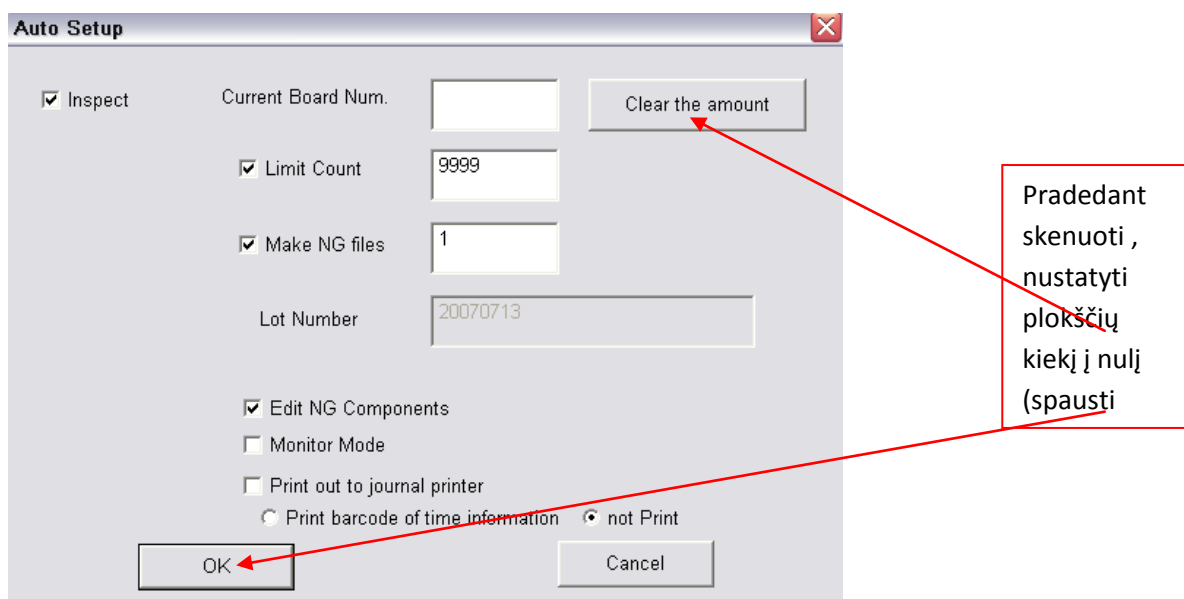 Auto Setup
Inspect
Current Board Num.
Clear the amount
Limit Count
9999
Make NG files
1
Lot Number
20070713
Edit NG Components
Monitor Mode
Print out to journal printer
Print barcode of time information
not Print
OK
Cancel
Pradedant
skenuoti ,
nustatyti
plokščių
kiekį į nulį
(spausti